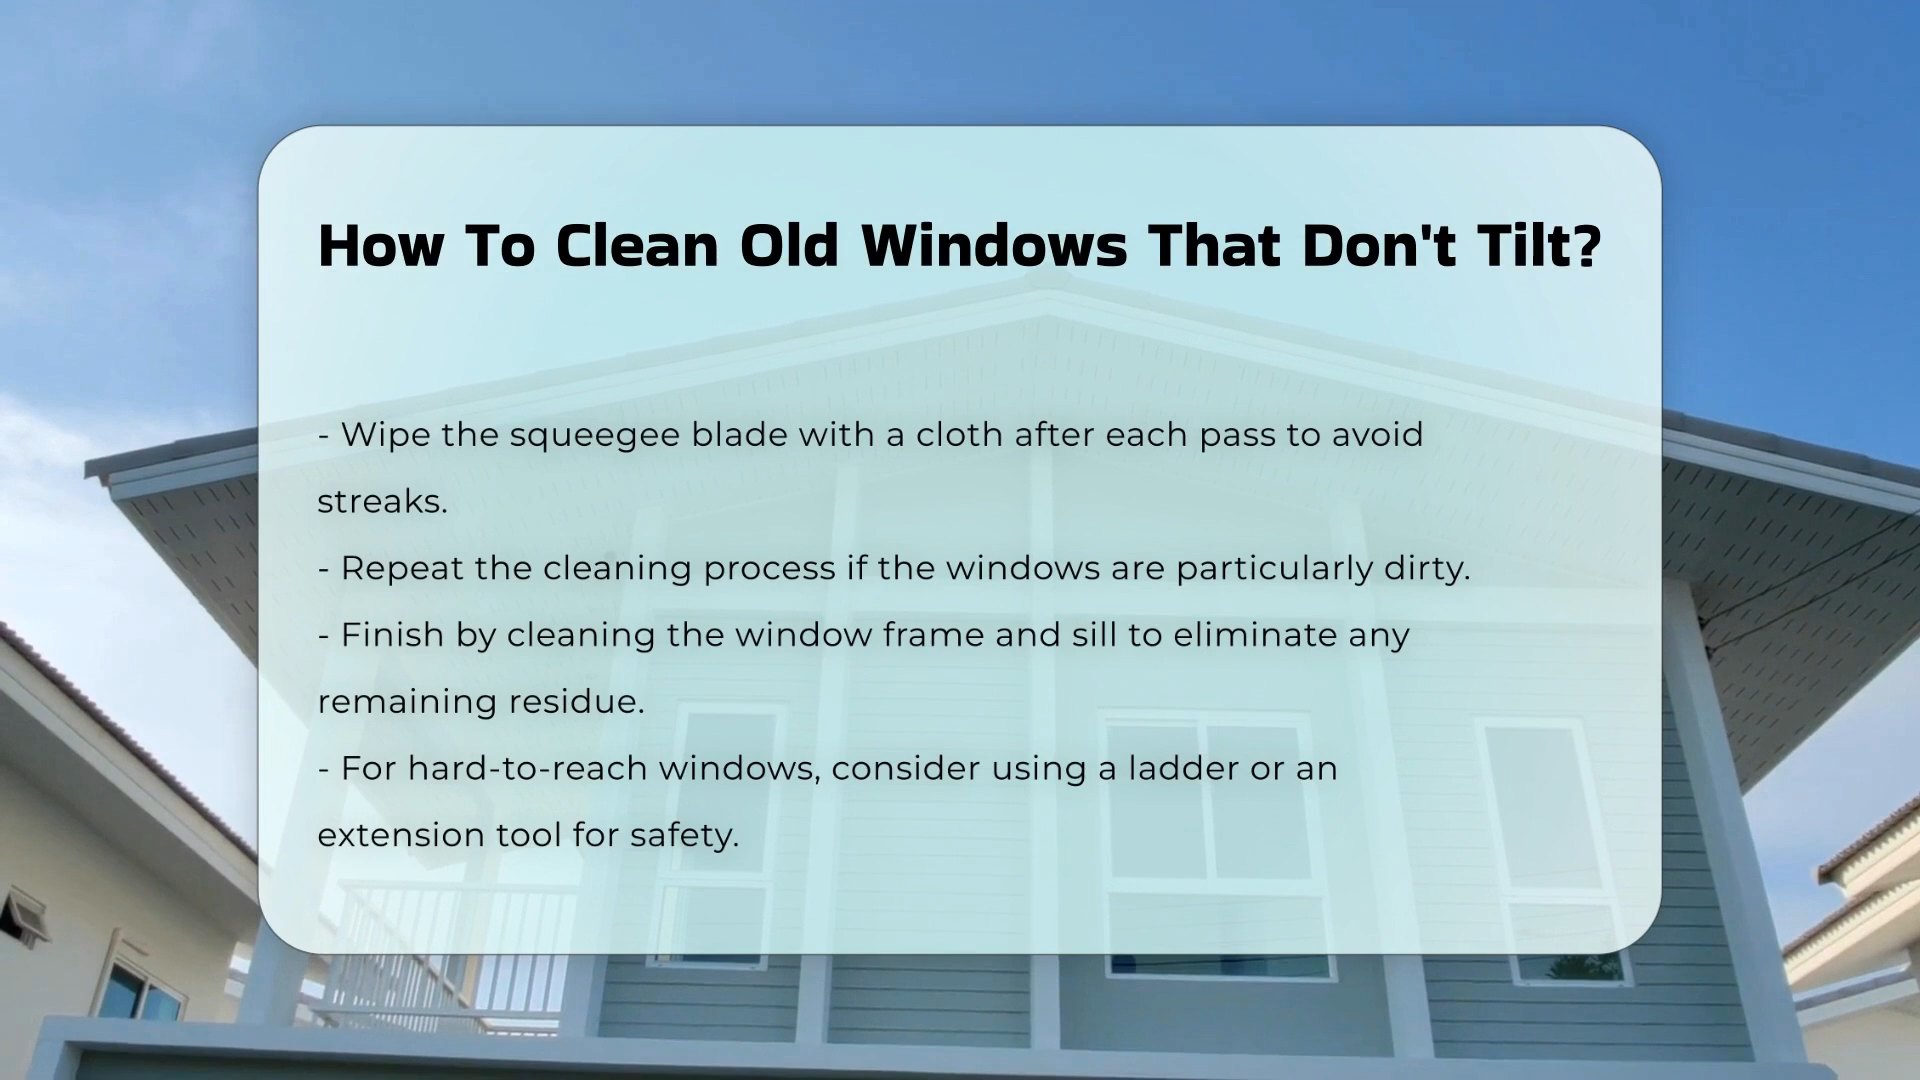 How To Clean Old Windows That Don't Tilt?
- Wipe the squeegee blade with a cloth after each pass to avoid
streaks.
- Repeat the cleaning process if the windows are particularly dirty.
- Finish by cleaning the window frame and sill to eliminate any
remaining residue.
- For hard-to-reach windows, consider using a ladder or an
extension tool for safety.